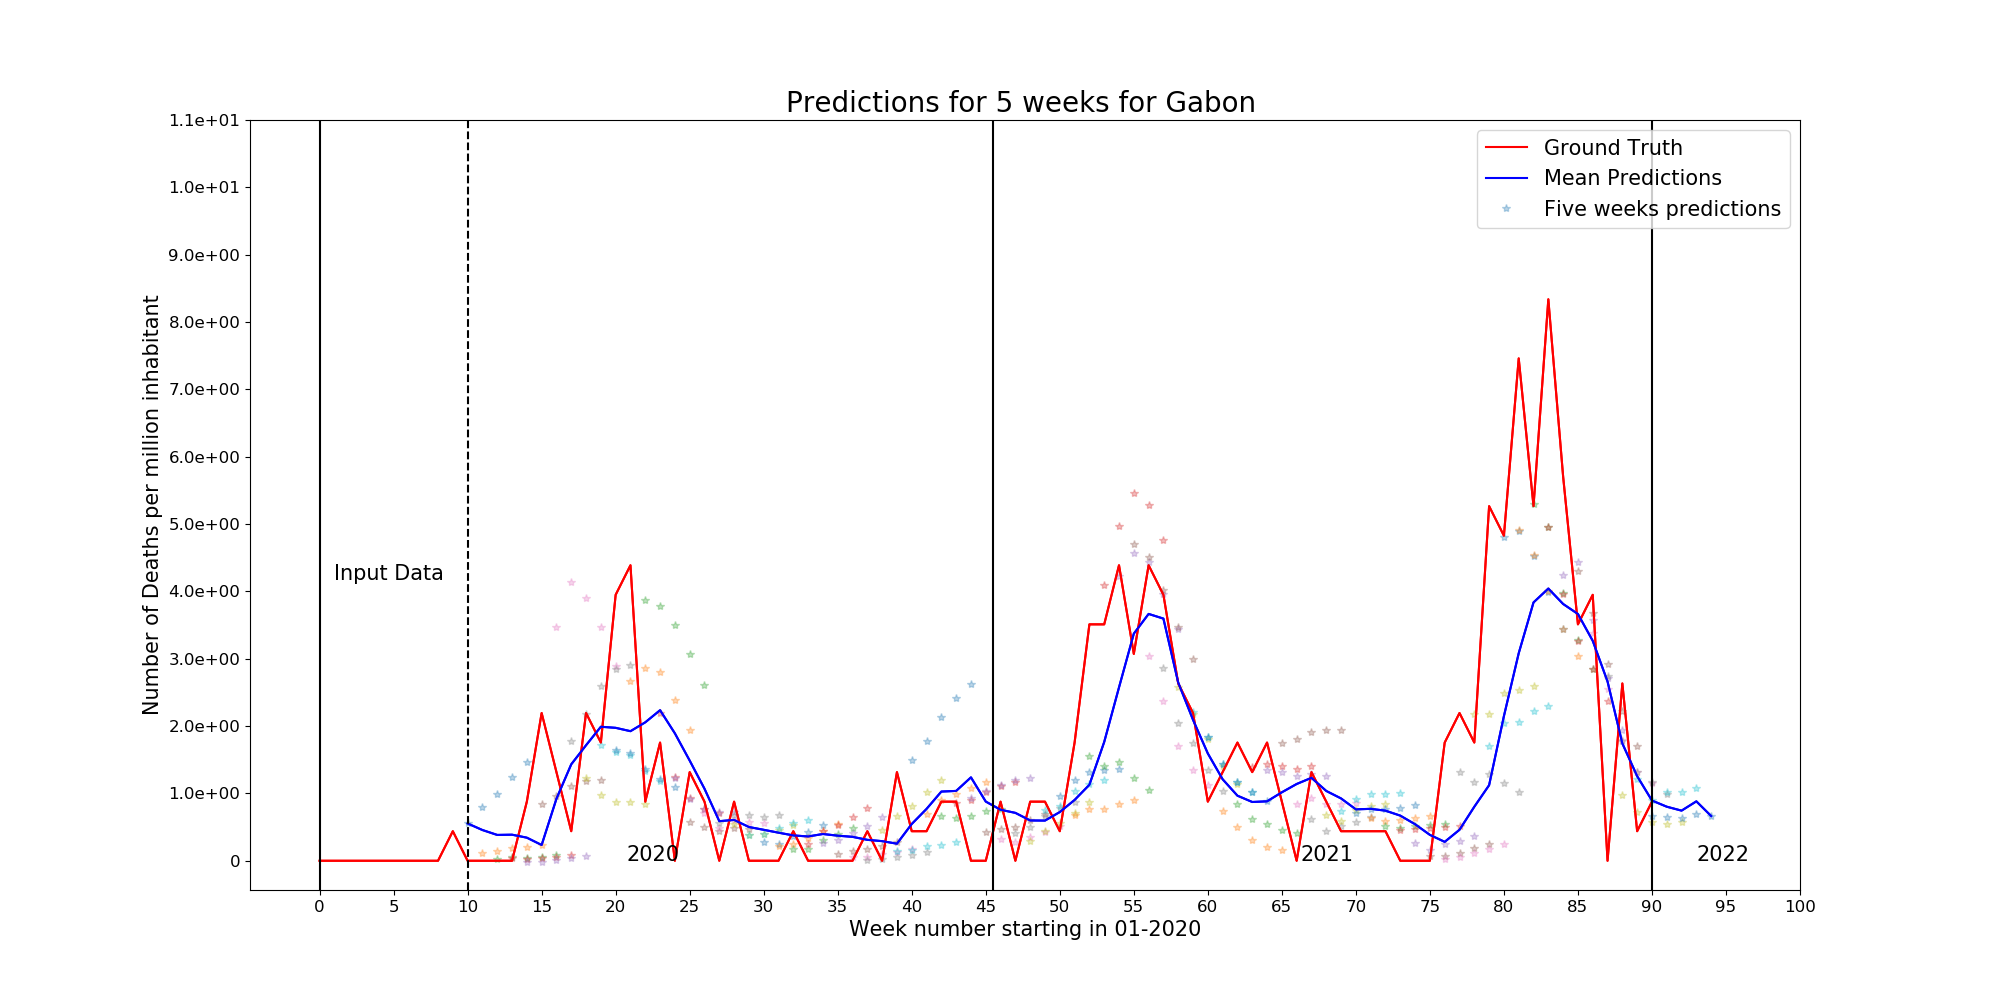 Predictions for 5 weeks for Gabon
1.1e+01
1.0e+01
9.0e+00
8.0e+00
7.0e+00
6.0e+00
5.0e+00
4.0e+00
3.0e+00
2.0e+00
1.0e+00
0
Number of Deaths per million inhabitant
Ground Truth
Mean Predictions
Five weeks predictions
Input Data
2020
2021
2022
0 5 10 15 20 25 30 35 40 45 50 55 60 65 70 75 80 85 90 95 100
Week number starting in 01-2020